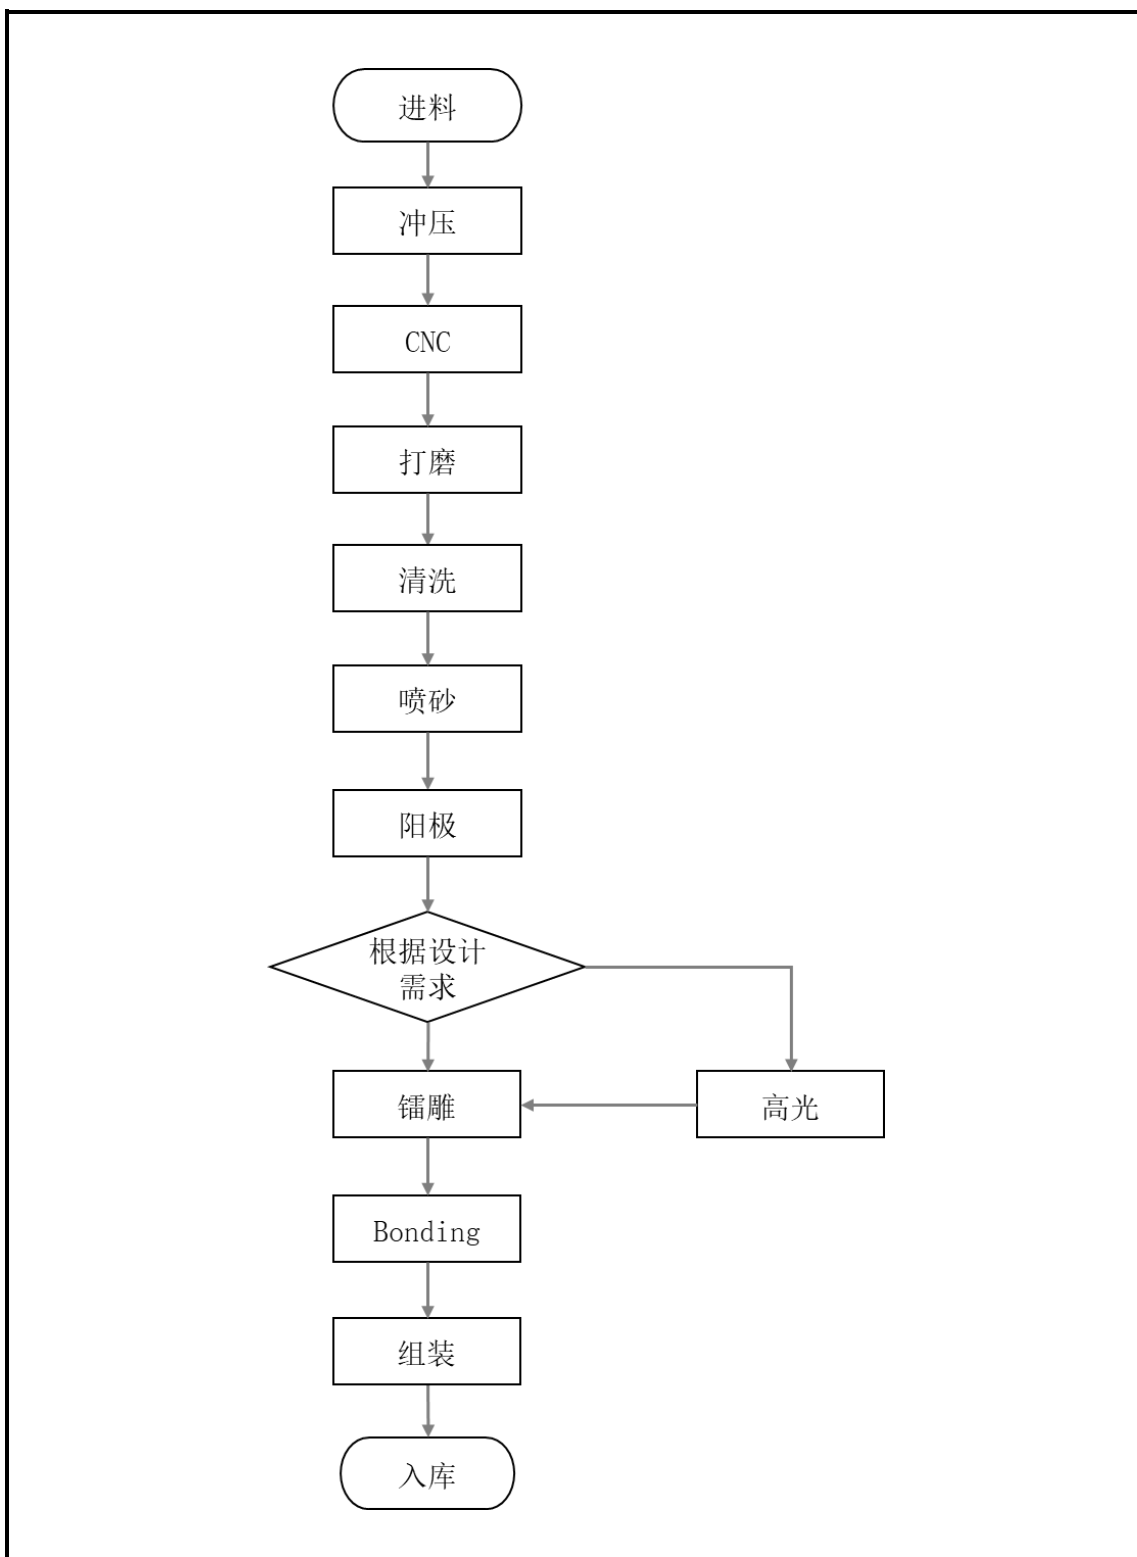 进料
冲压
CNC
打磨
清洗
喷砂
阳极
根据设计
需求
镭雕
高光
Bonding
组装
入库